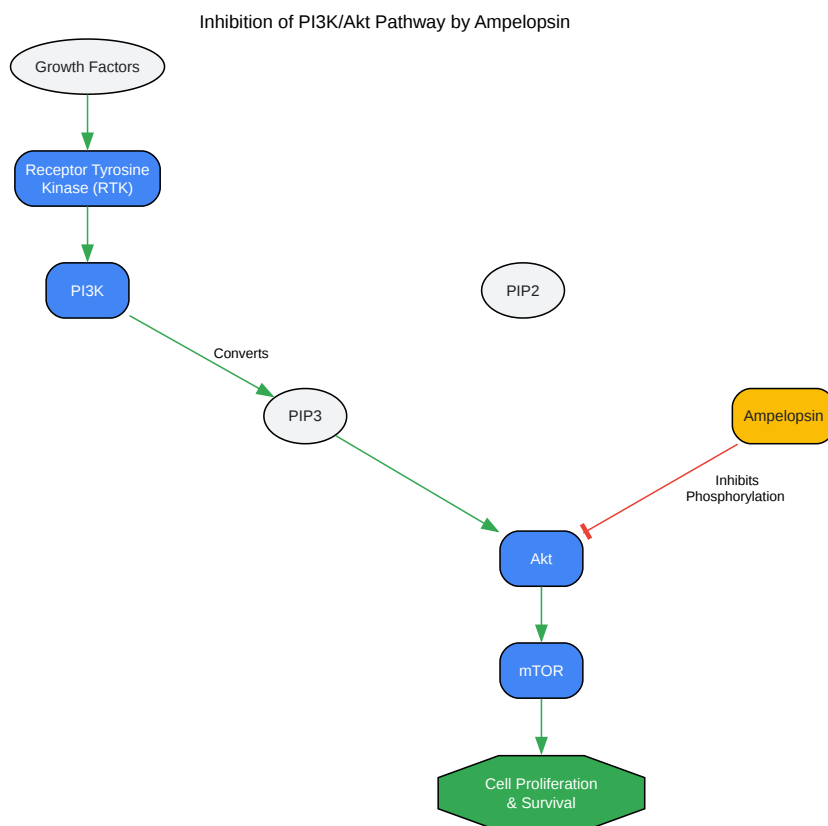 Inhibition of PI3K/Akt Pathway by Ampelopsin
Growth Factors
Receptor Tyrosine
Kinase (RTK)
PI3K
PIP2
Converts
PIP3
Ampelopsin
Inhibits
Phosphorylation
Akt
mTOR
Cell Proliferation
& Survival